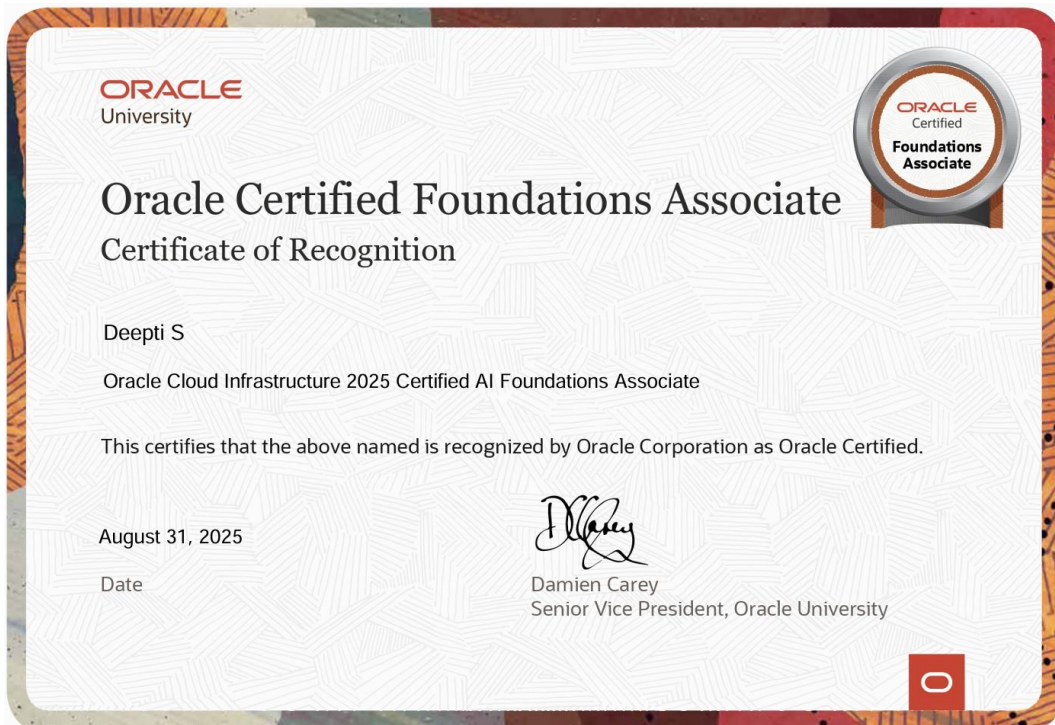 ORACLE
University
ORACLE
Certified
Foundations
Associate
Oracle Certified Foundations Associate
Certificate of Recognition
Deepti S
Oracle Cloud Infrastructure 2025 Certified AI Foundations Associate
This certifies that the above named is recognized by Oracle Corporation as Oracle Certified.
August 31, 2025
Date
DCarey
Damien Carey
Senior Vice President, Oracle University